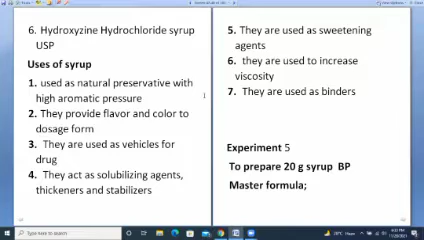 6. Hydroxyzine Hydrochloride syrup
USP
Uses of syrup
1. used as natural preservative with
high aromatic pressure
2. They provide flavor and color to
dosage form
3. They are used as vehicles for
drug
4. They act as solubilizing agents,
thickeners and stabilizers
5. They are used as sweetening
agents
6. they are used to increase
viscosity
7. They are used as binders
Experiment 5
To prepare 20 g syrup BP
Master formula;
Type here to search